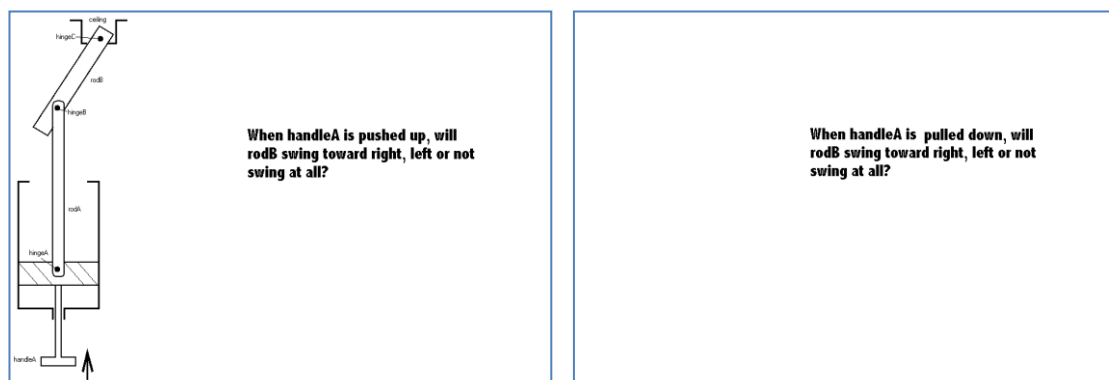 ceiling
hingeC
rodB
hingeB
When handleA is pushed up, will
rodB swing toward right, left or not
swing at all?
rodA
hingeA
handleA
When handleA is pulled down, will
rodB swing toward right, left or not
swing at all?